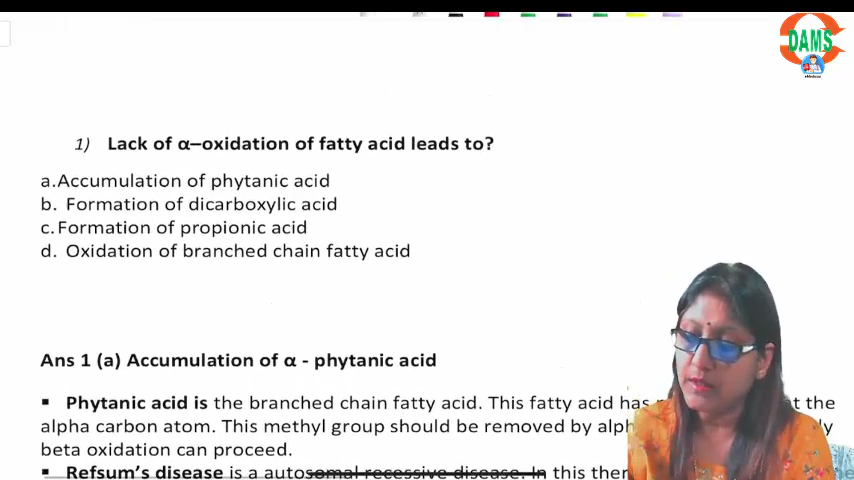 DAMS
eMedicoz
1) Lack of α–oxidation of fatty acid leads to?
a.Accumulation of phytanic acid
b. Formation of dicarboxylic acid
c.Formation of propionic acid
d. Oxidation of branched chain fatty acid
Ans 1 (a) Accumulation of α - phytanic acid
▪ Phytanic acid is the branched chain fatty acid. This fatty acid has the
alpha carbon atom. This methyl group should be removed by
beta oxidation can proceed.
▪ Refsum’s disease is a autosomal recessive disease. In this